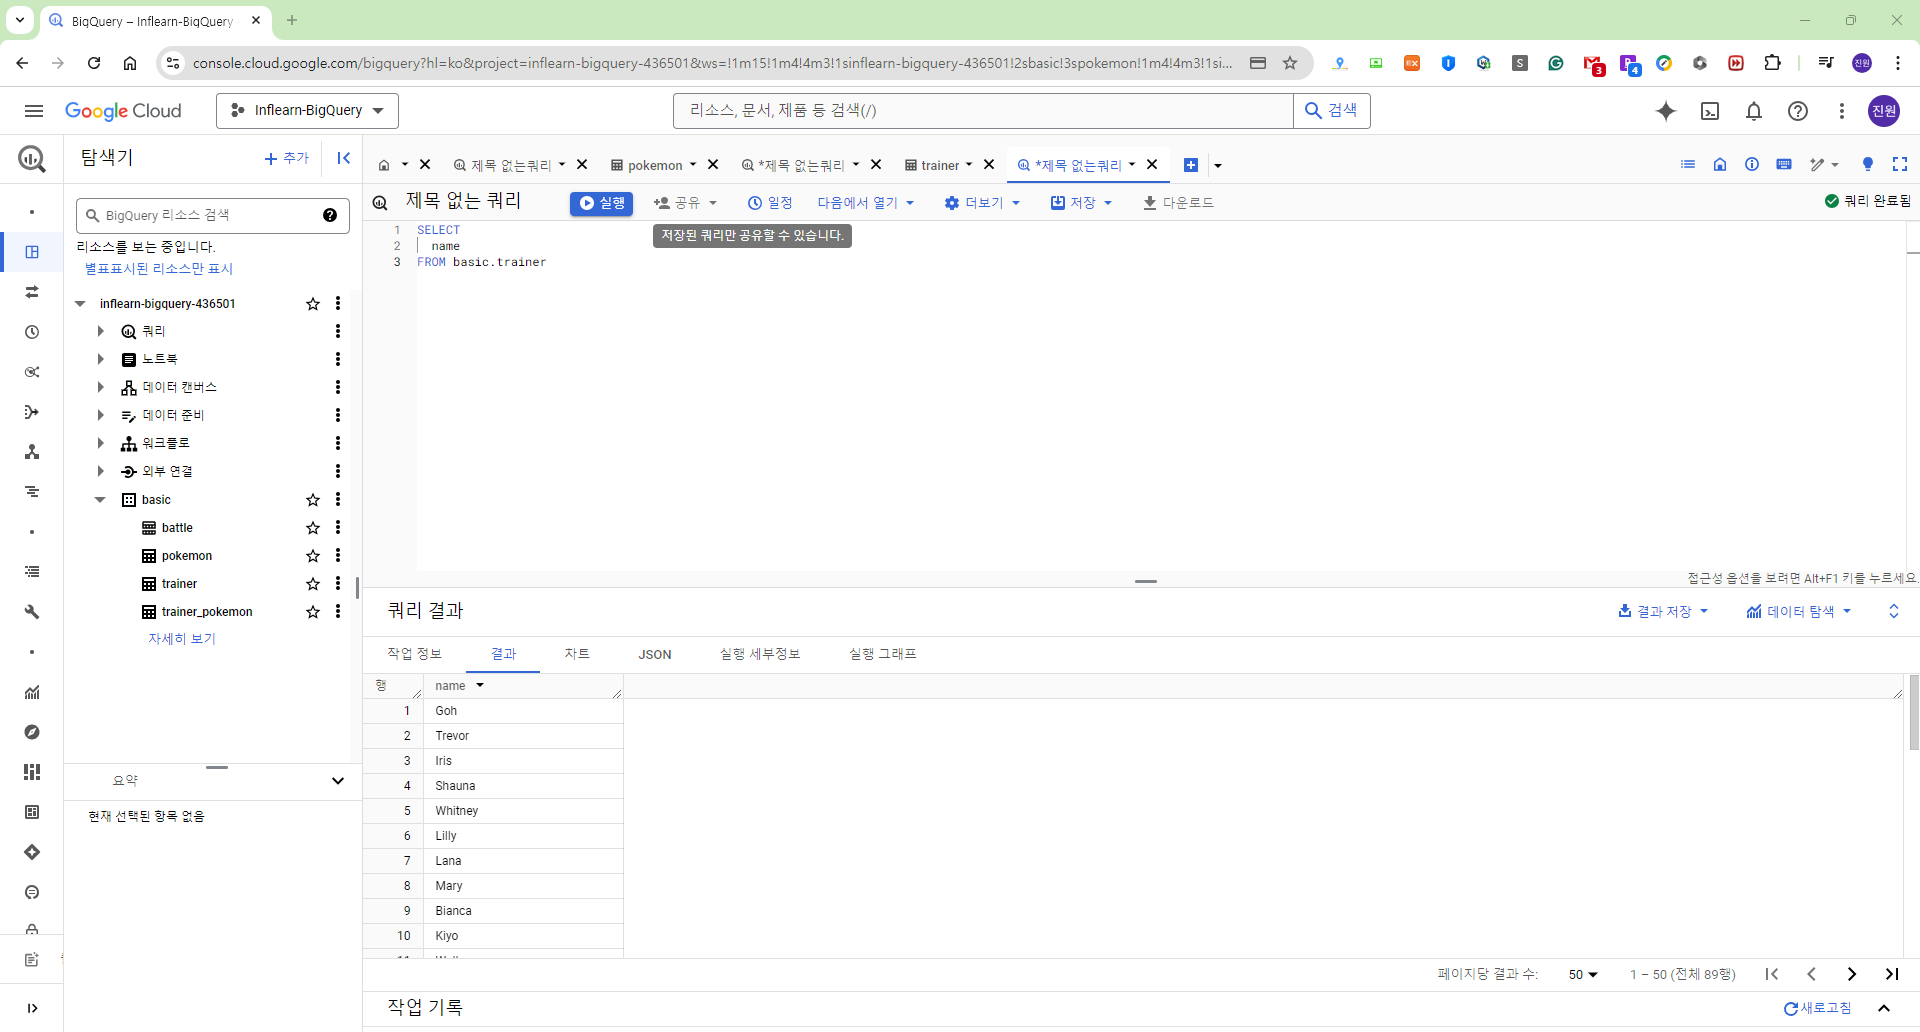 BigQuery – Inflearn-BigQuery
console.cloud.google.com/bigquery?hl=ko&project=inflearn-bigquery-436501&ws=!1m15!1m4!4m3!1sinflearn-bigquery-436501!2sbasic!3spokemon!1m4!4m3!1si...
3
4
진원
Google Cloud
Inflearn-BigQuery
리소스, 문서, 제품 등 검색(/)
검색
진원
탐색기
추가
제목 없는쿼리
pokemon
*제목 없는쿼리
trainer
*제목 없는쿼리
제목 없는 쿼리
실행
공유
일정
다음에서 열기
더보기
저장
다운로드
쿼리 완료됨
저장된 쿼리만 공유할 수 있습니다.
BigQuery 리소스 검색
리소스를 보는 중입니다.
별표표시된 리소스만 표시
inflearn-bigquery-436501
쿼리
노트북
데이터 캔버스
데이터 준비
워크플로
외부 연결
basic
battle
pokemon
trainer
trainer_pokemon
자세히 보기
요약
현재 선택된 항목 없음
1 SELECT
2 name
3 FROM basic.trainer
접근성 옵션을 보려면 Alt+F1 키를 누르세요.
쿼리 결과
결과 저장
데이터 탐색
작업 정보
결과
차트
JSON
실행 세부정보
실행 그래프
행 name
1 Goh
2 Trevor
3 Iris
4 Shauna
5 Whitney
6 Lilly
7 Lana
8 Mary
9 Bianca
10 Kiyo
페이지당 결과 수: 50 1 – 50 (전체 89행)
작업 기록
새로고침